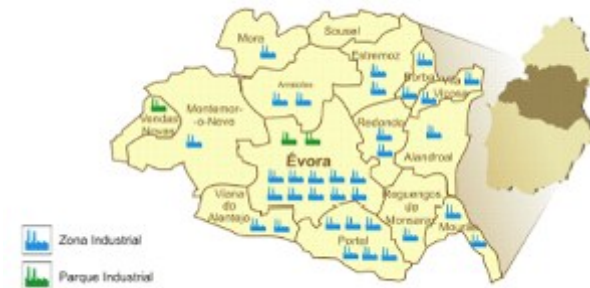 Mora
Sousel
Estremoz
Arraiolos
Borba
Vila
Viçosa
Vendas
Novas
Montemor-
o-Novo
Redondo
Alandroal
Évora
Viana
do
Alentejo
Reguengos
de
Monsaraz
Mourão
Portel
Zona Industrial
Parque Industrial